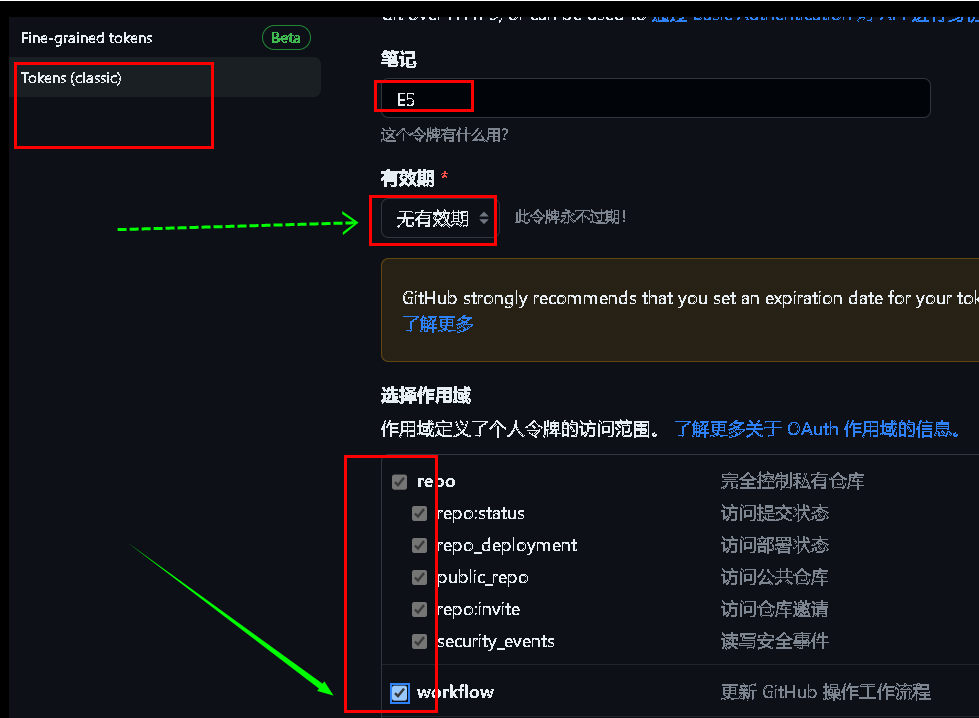 Fine-grained tokens Beta
Tokens (classic)
笔记
E5
这个令牌有什么用?
有效期 *
无有效期 此令牌永不过期!
GitHub strongly recommends that you set an expiration date for your
了解更多
选择作用域
作用域定义了个人令牌的访问范围。 了解更多关于 OAuth 作用域的信息。
repo 完全控制私有仓库
repo:status 访问提交状态
repo_deployment 访问部署状态
public_repo 访问公共仓库
repo:invite 访问仓库邀请
security_events 读写安全事件
workflow 更新 GitHub 操作工作流程